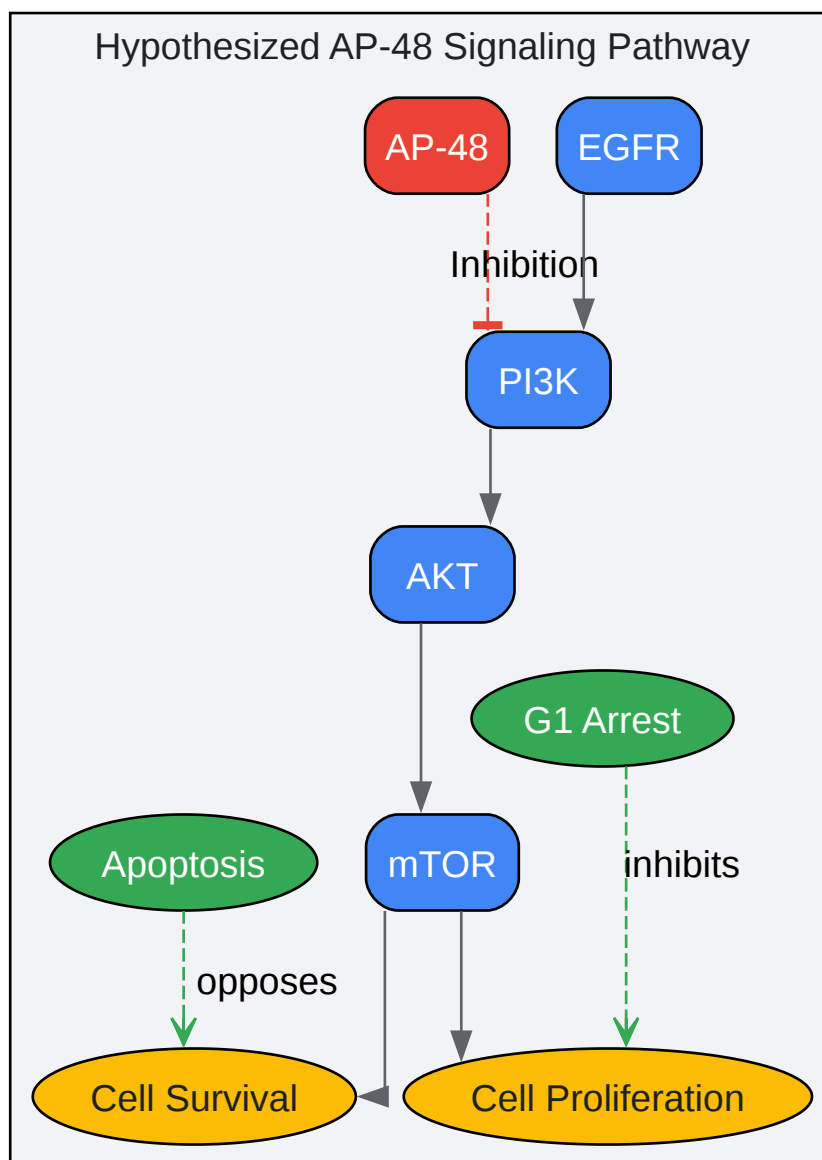 Hypothesized AP-48 Signaling Pathway
AP-48
EGFR
Inhibition
PI3K
AKT
G1 Arrest
Apoptosis
mTOR
inhibits
opposes
Cell Survival
Cell Proliferation